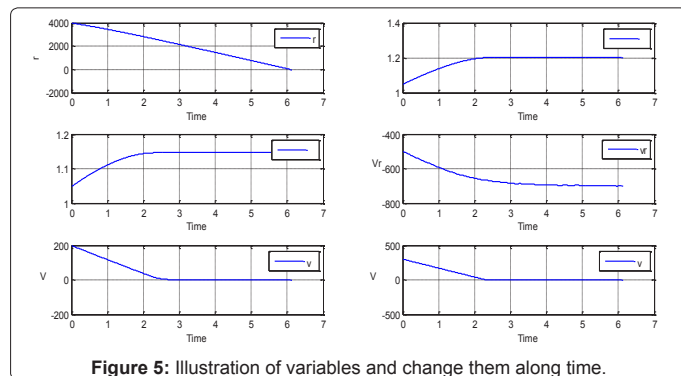 4000
2000
0
-2000
r
r
0 1 2 3 4 5 6 7
Time
1.4
1.2
1
0 1 2 3 4 5 6 7
Time
1.2
1.1
1
0 1 2 3 4 5 6 7
Time
-400
-600
-800
Vr
vr
0 1 2 3 4 5 6 7
Time
200
0
-200
V
v
0 1 2 3 4 5 6 7
Time
500
0
-500
V
v
0 1 2 3 4 5 6 7
Time
Figure 5: Illustration of variables and change them along time.